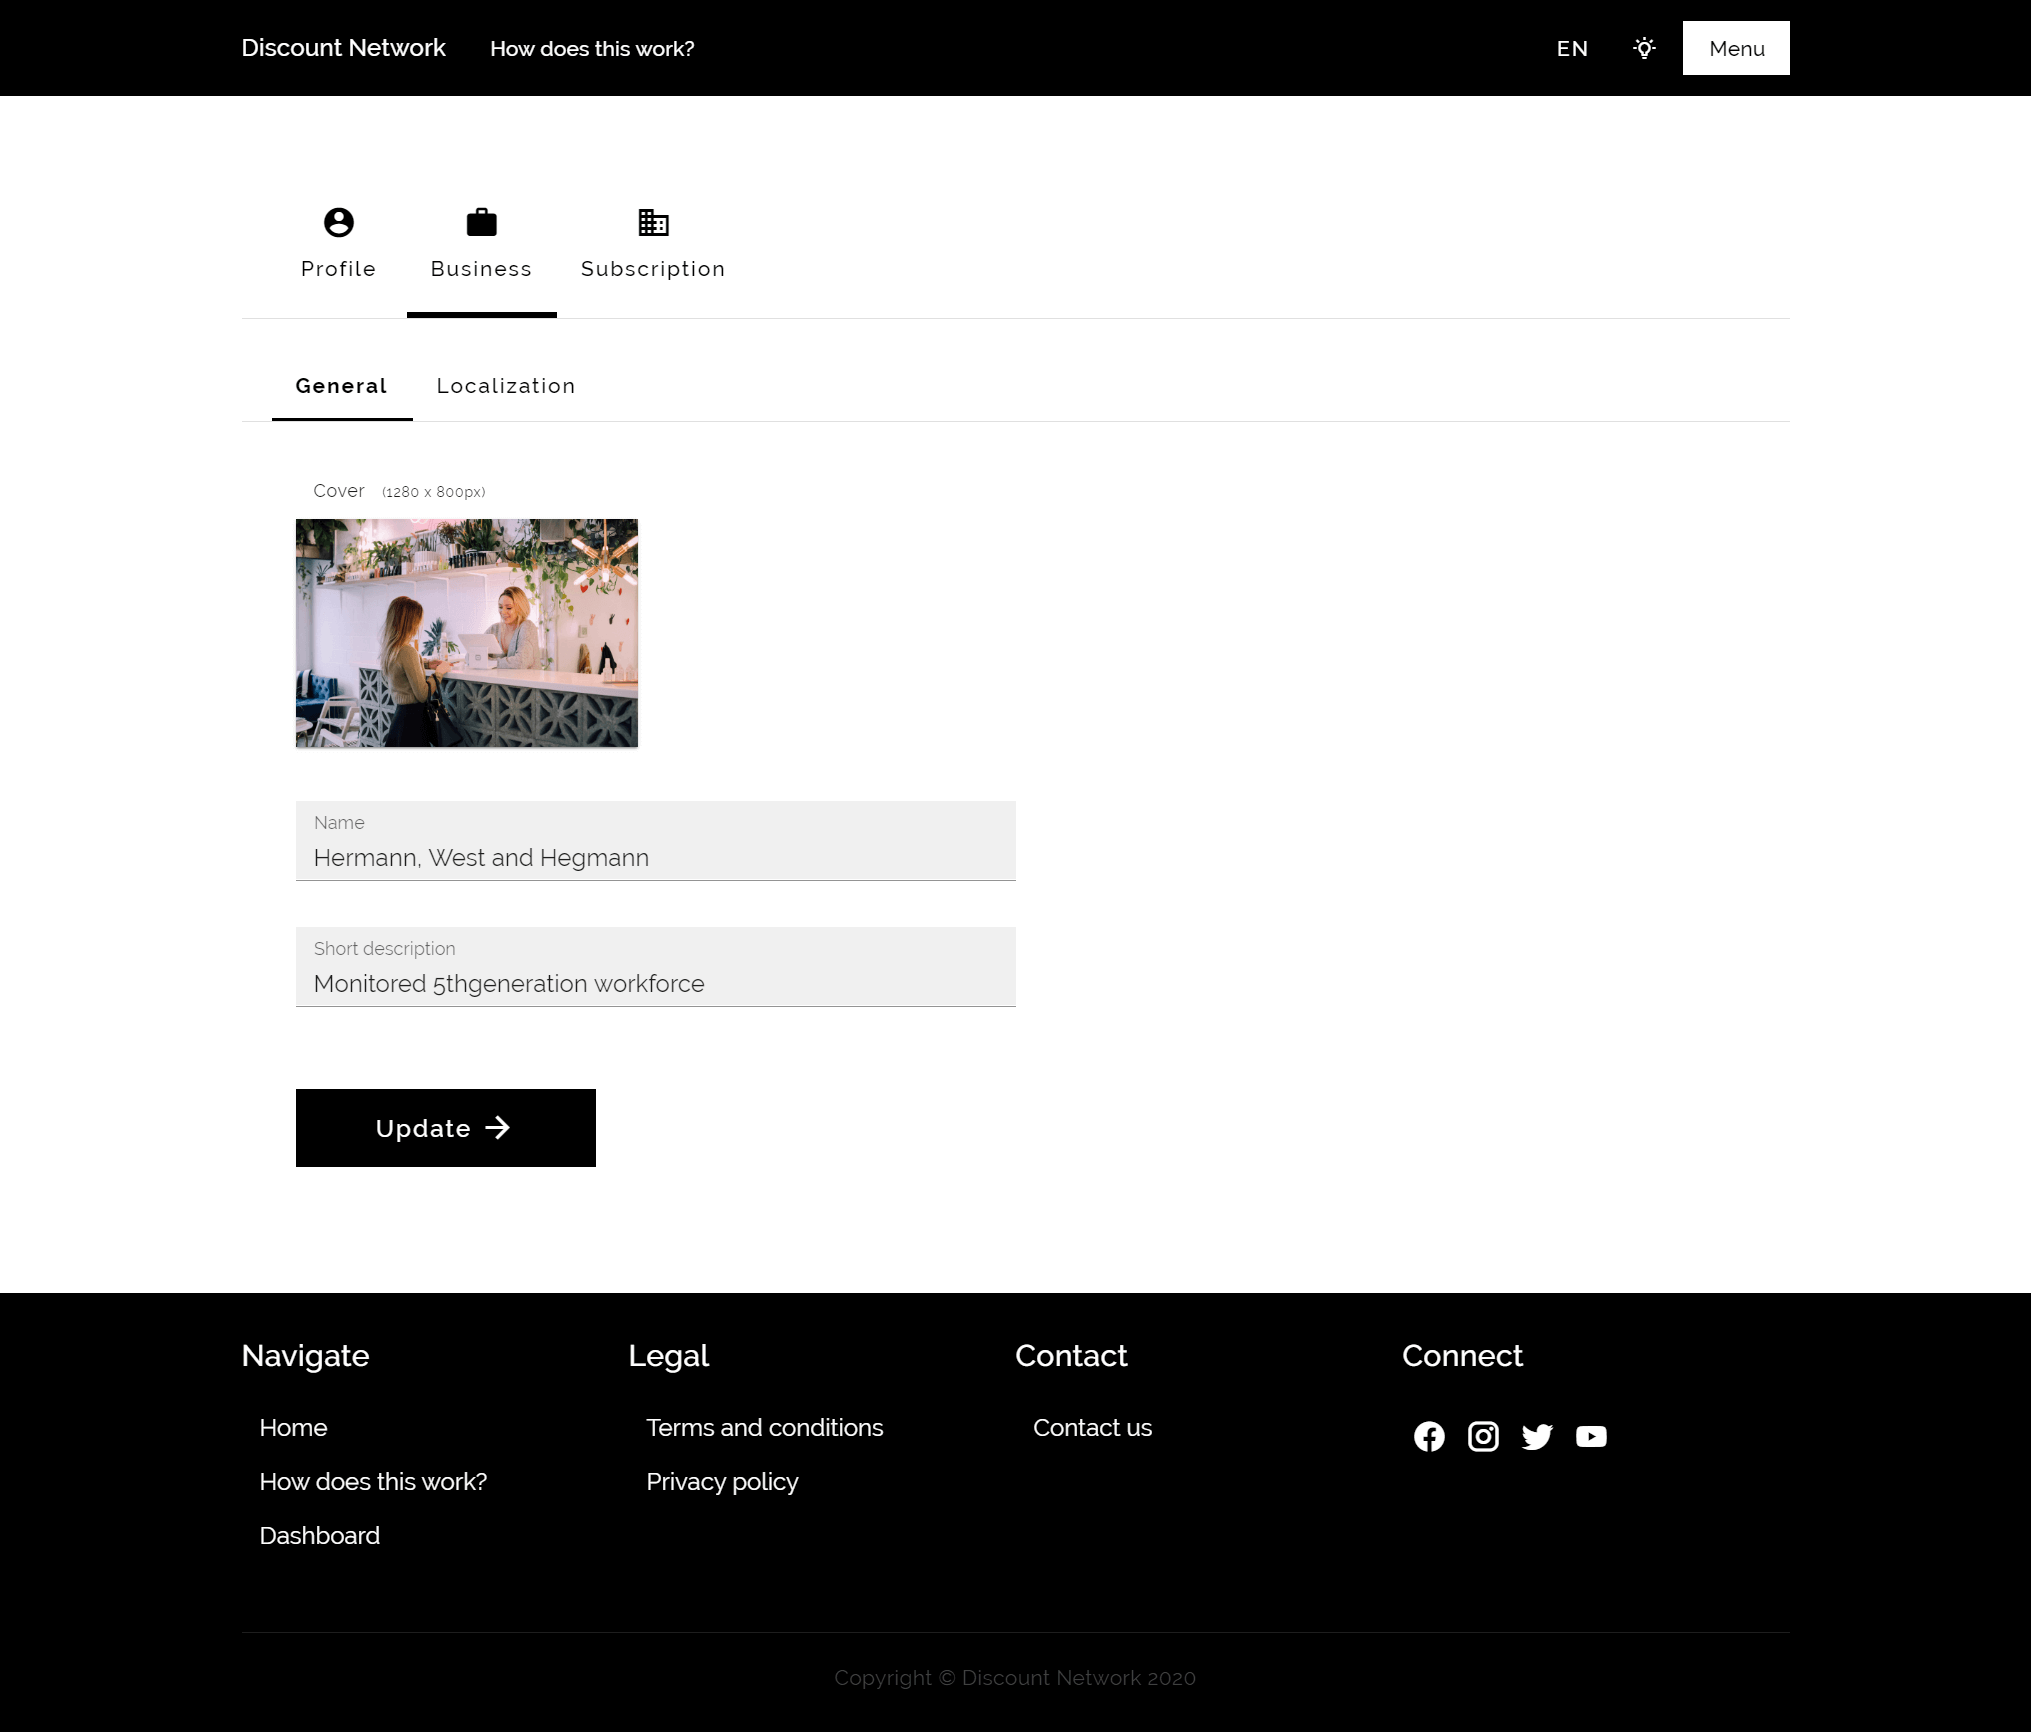 Discount Network How does this work? EN Menu
Profile Business Subscription
General Localization
Cover (1280 x 800px)
Name
Hermann, West and Hegmann
Short description
Monitored 5thgeneration workforce
Update
Navigate Legal Contact Connect
Home Terms and conditions Contact us
How does this work? Privacy policy
Dashboard
Copyright © Discount Network 2020